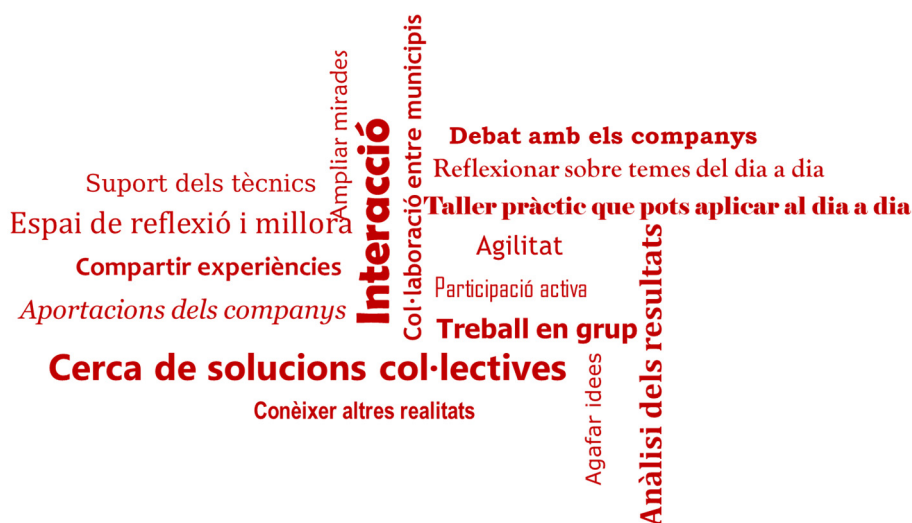 Ampliar mirades
Interacció
Col·laboració entre municipis
Debat amb els companys
Reflexionar sobre temes del dia a dia
Suport dels tècnics
Taller pràctic que pots aplicar al dia a dia
Espai de reflexió i millora
Agilitat
Compartir experiències
Participació activa
Aportacions dels companys
Treball en grup
Anàlisi dels resultats
Cerca de solucions col·lectives
Agafar idees
Conèixer altres realitats